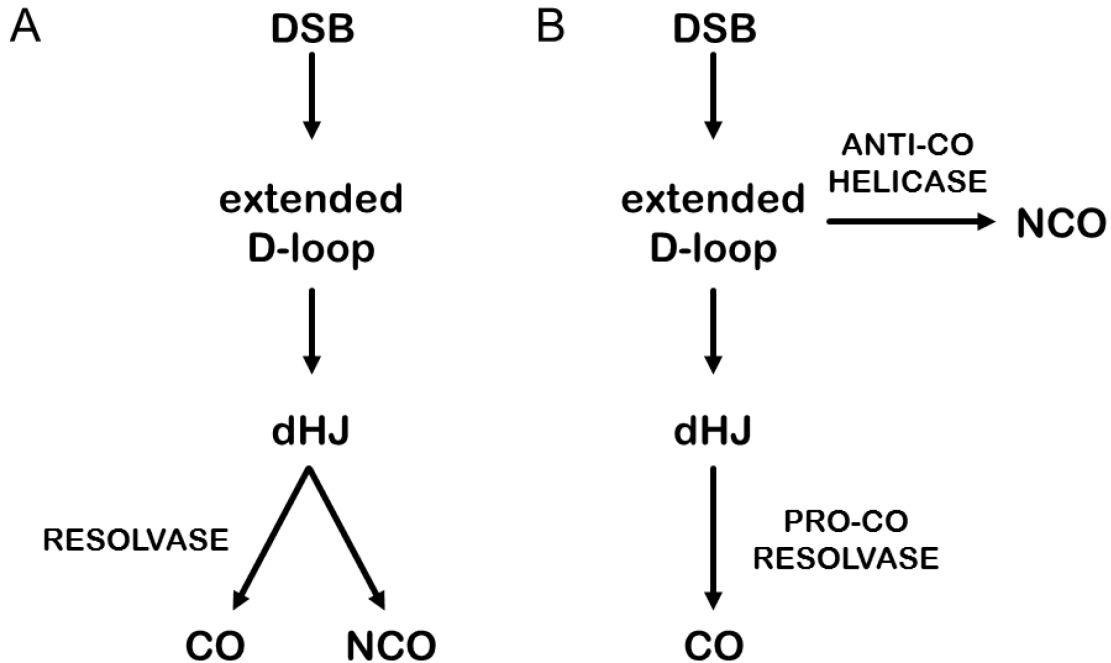 A
DSB
extended
D-loop
dHJ
RESOLVASE
CO
NCO
B
DSB
extended
D-loop
ANTI-CO
HELICASE
NCO
dHJ
PRO-CO
RESOLVASE
CO